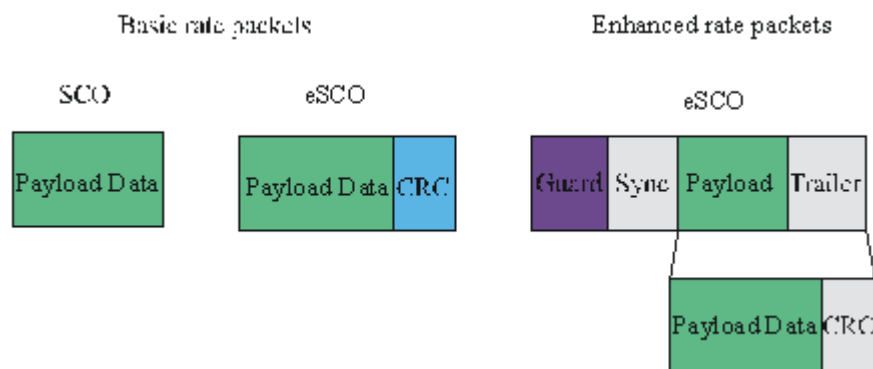 Basic rate packets
Enhanced rate packets
SCO
eSCO
eSCO
Payload Data
Payload Data CRC
Guard Sync Payload Trailer
Payload Data CRC